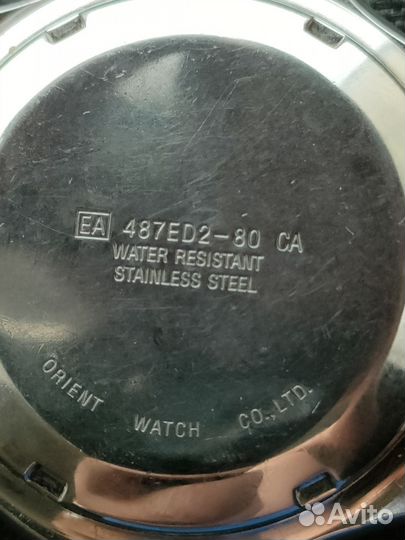 EA 487ED2-80 CA
WATER RESISTANT
STAINLESS STEEL
ORIENT WATCH CO.,LTD.
Avito